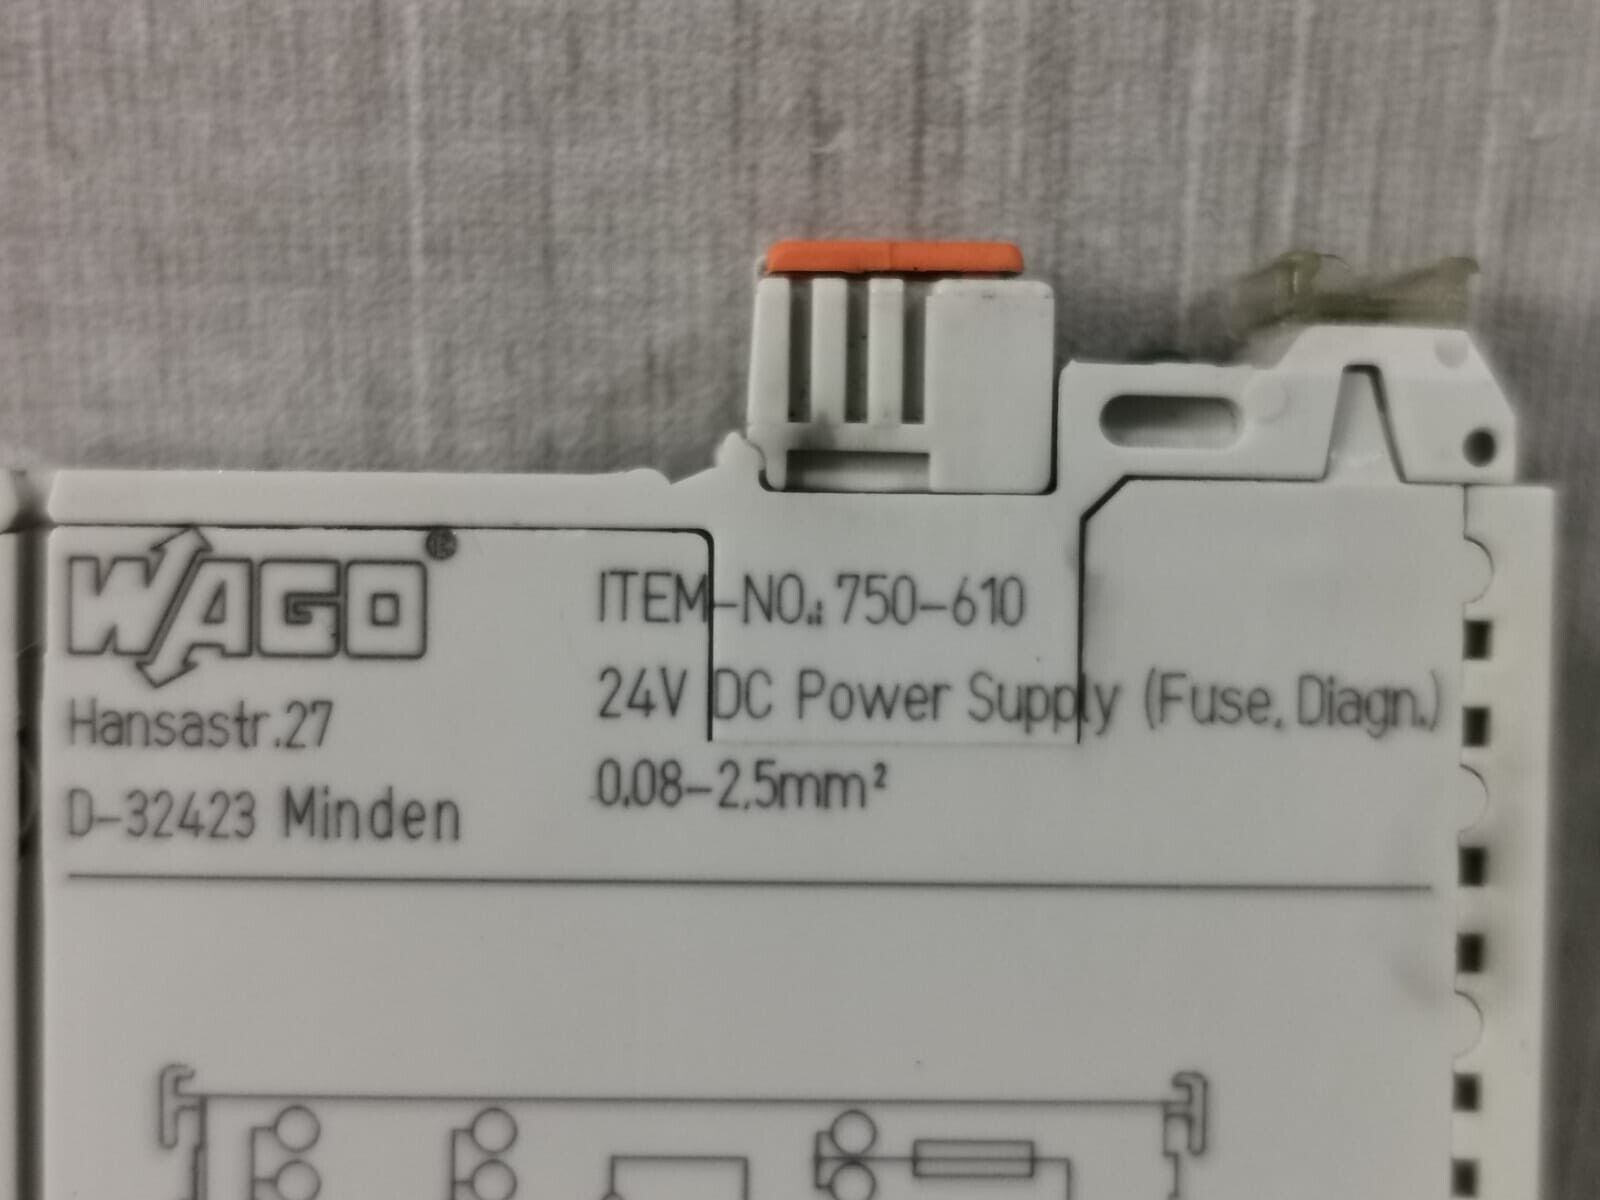 WAGO®
ITEM-NO.: 750-610
24V DC Power Supply (Fuse, Diagn.)
0,08-2,5mm²
Hansastr.27
D-32423 Minden